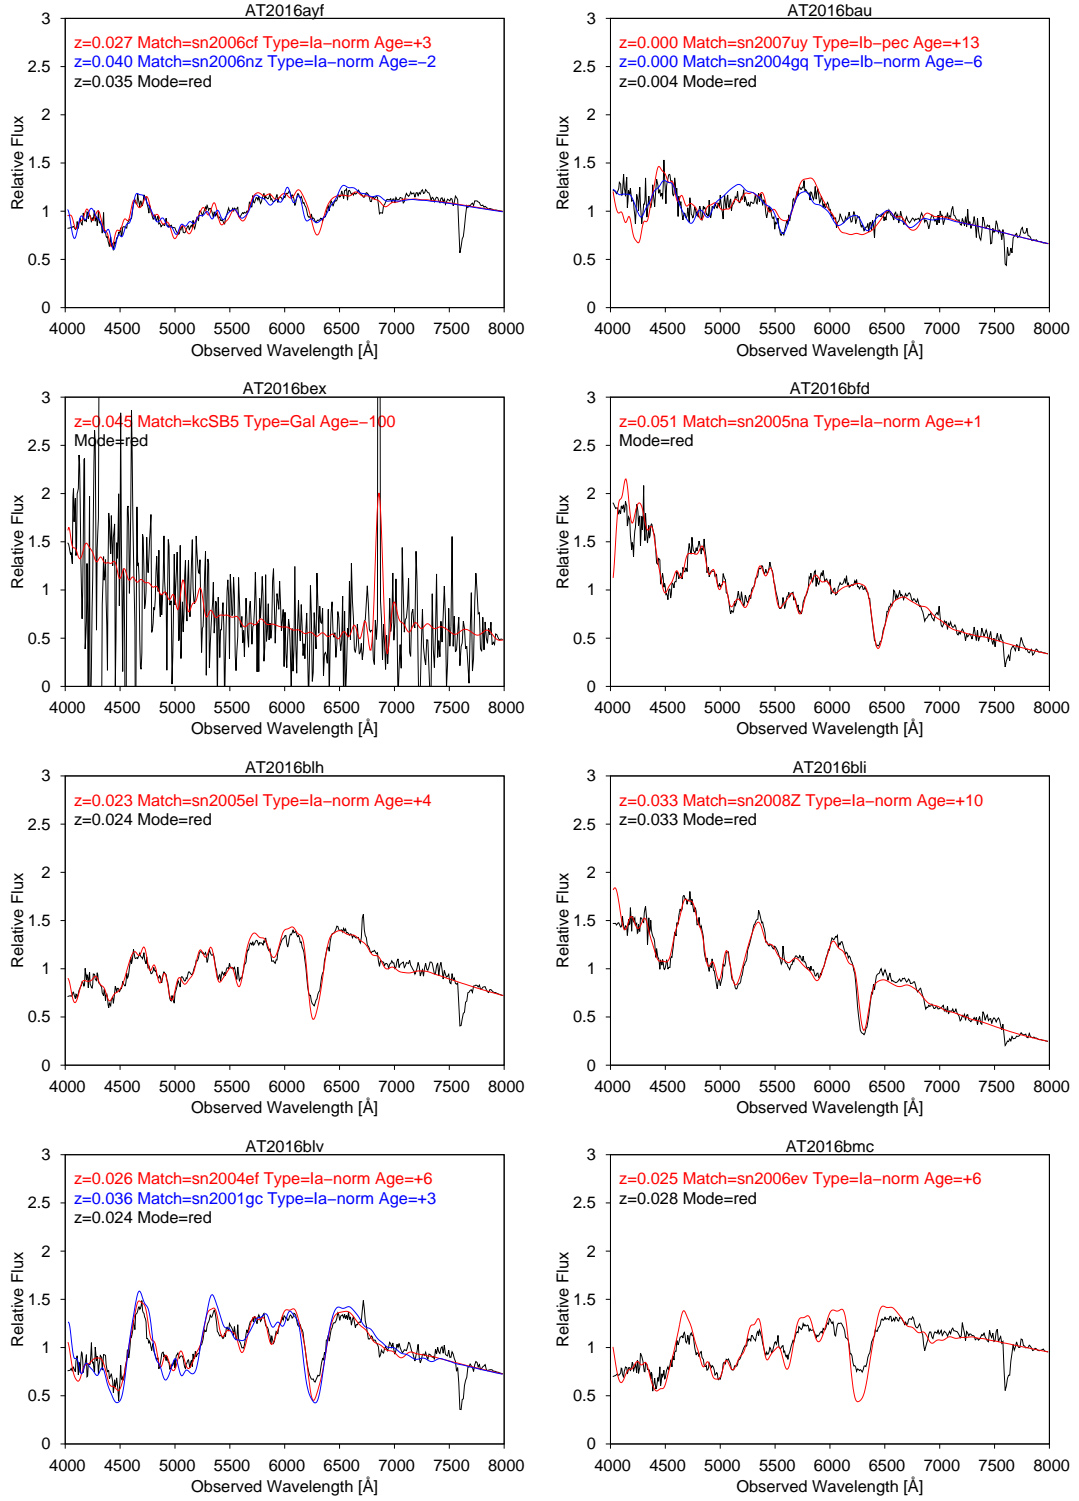 AT2016ayf
3
2.5
2
1.5
1
0.5
0
Relative Flux
z=0.027 Match=sn2006cf Type=Ia−norm Age=+3
z=0.040 Match=sn2006nz Type=Ia−norm Age=−2
z=0.035 Mode=red
4000 4500 5000 5500 6000 6500 7000 7500 8000
Observed Wavelength [Å]
AT2016bau
3
2.5
2
1.5
1
0.5
0
Relative Flux
z=0.000 Match=sn2007uy Type=Ib−pec Age=+13
z=0.000 Match=sn2004gq Type=Ib−norm Age=−6
z=0.004 Mode=red
4000 4500 5000 5500 6000 6500 7000 7500 8000
Observed Wavelength [Å]
AT2016bex
3
2.5
2
1.5
1
0.5
0
Relative Flux
z=0.045 Match=kcSB5 Type=Gal Age=−100
Mode=red
4000 4500 5000 5500 6000 6500 7000 7500 8000
Observed Wavelength [Å]
AT2016bfd
3
2.5
2
1.5
1
0.5
0
Relative Flux
z=0.051 Match=sn2005na Type=Ia−norm Age=+1
Mode=red
4000 4500 5000 5500 6000 6500 7000 7500 8000
Observed Wavelength [Å]
AT2016blh
3
2.5
2
1.5
1
0.5
0
Relative Flux
z=0.023 Match=sn2005el Type=Ia−norm Age=+4
z=0.024 Mode=red
4000 4500 5000 5500 6000 6500 7000 7500 8000
Observed Wavelength [Å]
AT2016bli
3
2.5
2
1.5
1
0.5
0
Relative Flux
z=0.033 Match=sn2008Z Type=Ia−norm Age=+10
z=0.033 Mode=red
4000 4500 5000 5500 6000 6500 7000 7500 8000
Observed Wavelength [Å]
AT2016blv
3
2.5
2
1.5
1
0.5
0
Relative Flux
z=0.026 Match=sn2004ef Type=Ia−norm Age=+6
z=0.036 Match=sn2001gc Type=Ia−norm Age=+3
z=0.024 Mode=red
4000 4500 5000 5500 6000 6500 7000 7500 8000
Observed Wavelength [Å]
AT2016bmc
3
2.5
2
1.5
1
0.5
0
Relative Flux
z=0.025 Match=sn2006ev Type=Ia−norm Age=+6
z=0.028 Mode=red
4000 4500 5000 5500 6000 6500 7000 7500 8000
Observed Wavelength [Å]